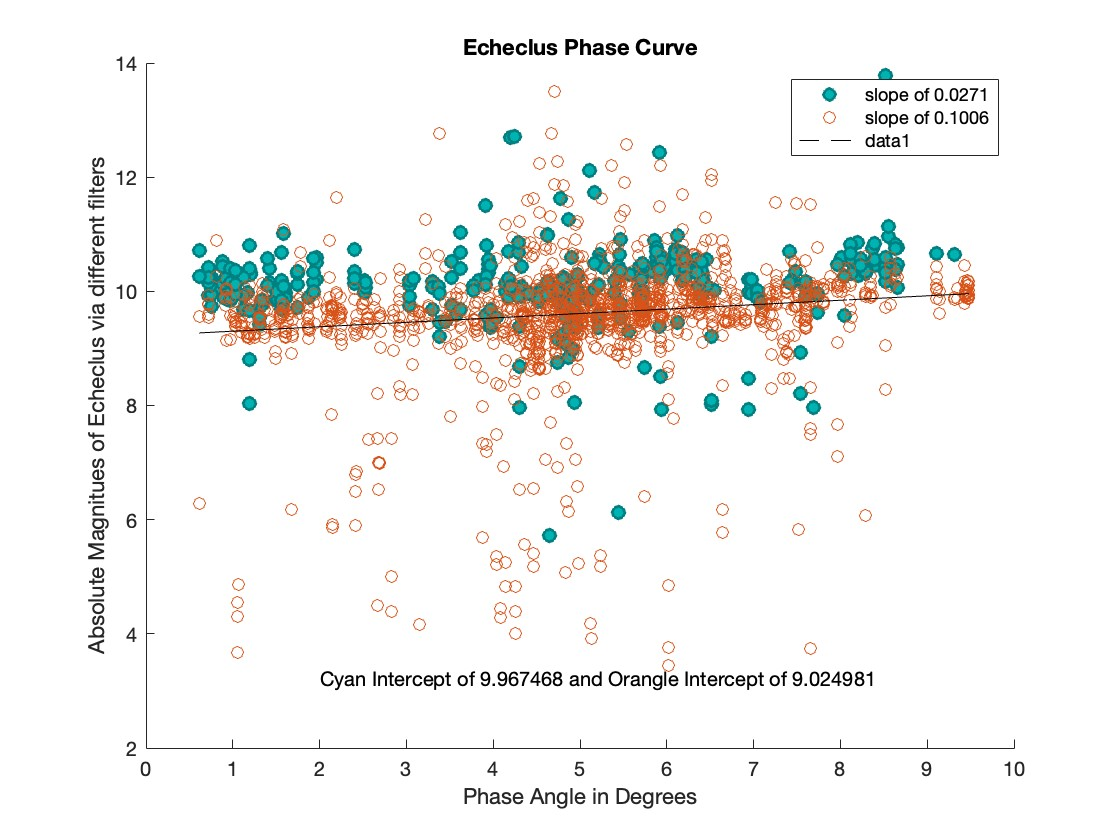 Echeclus Phase Curve
slope of 0.0271
slope of 0.1006
data1
Absolute Magnitues of Echeclus via different filters
14
12
10
8
6
4
2
Cyan Intercept of 9.967468 and Orangle Intercept of 9.024981
0 1 2 3 4 5 6 7 8 9 10
Phase Angle in Degrees